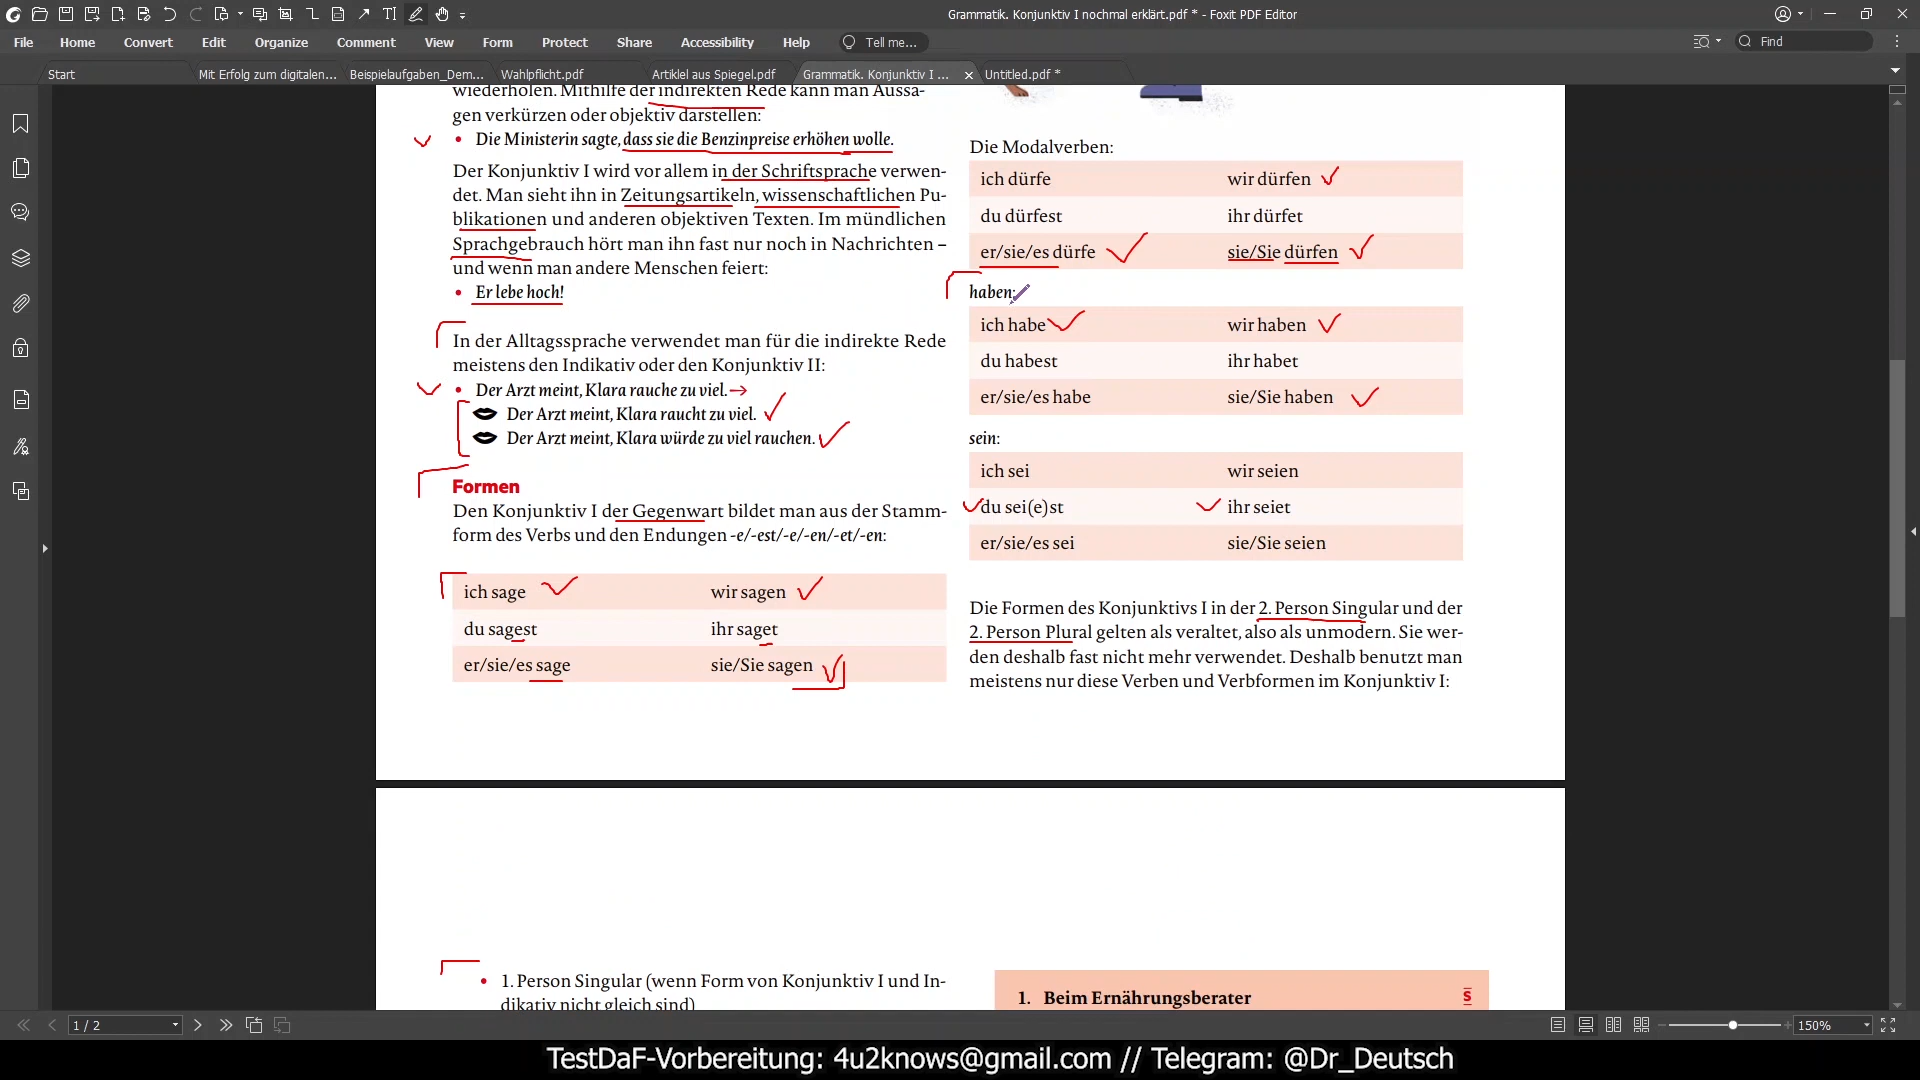 Grammatik. Konjunktiv I nochmal erklärt.pdf * - Foxit PDF Editor
File Home Convert Edit Organize Comment View Form Protect Share Accessibility Help Tell me... Find
Start Mit Erfolg zum digitalen... Beispielaufgaben_Dem... Wahlpflicht.pdf Artiklel aus Spiegel.pdf Grammatik. Konjunktiv I ... Untitled.pdf *
wiederholen. Mithilfe der indirekten Rede kann man Aussa-
gen verkürzen oder objektiv darstellen:
• Die Ministerin sagte, dass sie die Benzinpreise erhöhen wolle.
Der Konjunktiv I wird vor allem in der Schriftsprache verwen-
det. Man sieht ihn in Zeitungsartikeln, wissenschaftlichen Pu-
blikationen und anderen objektiven Texten. Im mündlichen
Sprachgebrauch hört man ihn fast nur noch in Nachrichten –
und wenn man andere Menschen feiert:
• Er lebe hoch!
In der Alltagssprache verwendet man für die indirekte Rede
meistens den Indikativ oder den Konjunktiv II:
• Der Arzt meint, Klara rauche zu viel. →
Der Arzt meint, Klara raucht zu viel.
Der Arzt meint, Klara würde zu viel rauchen.
Formen
Den Konjunktiv I der Gegenwart bildet man aus der Stamm-
form des Verbs und den Endungen -e/-est/-e/-en/-et/-en:
ich sage wir sagen
du sagest ihr saget
er/sie/es sage sie/Sie sagen
Die Modalverben:
ich dürfe wir dürfen
du dürfest ihr dürfet
er/sie/es dürfe sie/Sie dürfen
haben:
ich habe wir haben
du habest ihr habet
er/sie/es habe sie/Sie haben
sein:
ich sei wir seien
du sei(e)st ihr seiet
er/sie/es sei sie/Sie seien
Die Formen des Konjunktivs I in der 2. Person Singular und der
2. Person Plural gelten als veraltet, also als unmodern. Sie wer-
den deshalb fast nicht mehr verwendet. Deshalb benutzt man
meistens nur diese Verben und Verbformen im Konjunktiv I:
• 1. Person Singular (wenn Form von Konjunktiv I und In-
dikativ nicht gleich sind)
1. Beim Ernährungsberater S
1 / 2 150%
TestDaF-Vorbereitung: 4u2knows@gmail.com // Telegram: @Dr_Deutsch